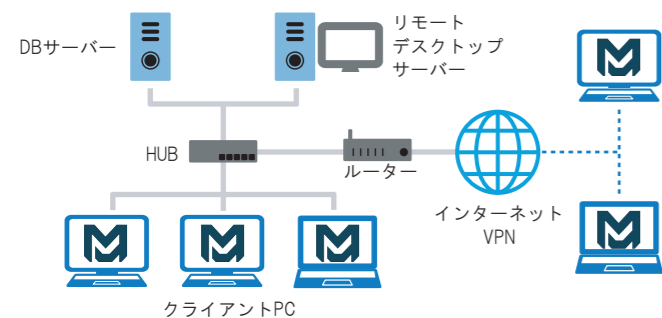 DBサーバー
リモート
デスクトップ
サーバー
HUB
ルーター
インターネット
VPN
クライアントPC